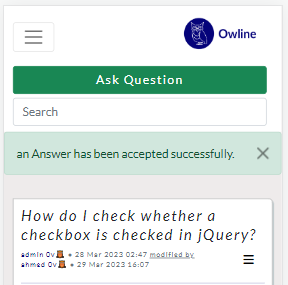 Owline
Ask Question
Search
an Answer has been accepted successfully.
How do I check whether a
checkbox is checked in jQuery?
admin 0v • 28 Mar 2023 02:47 modified by
ahmed 0v • 29 Mar 2023 16:07